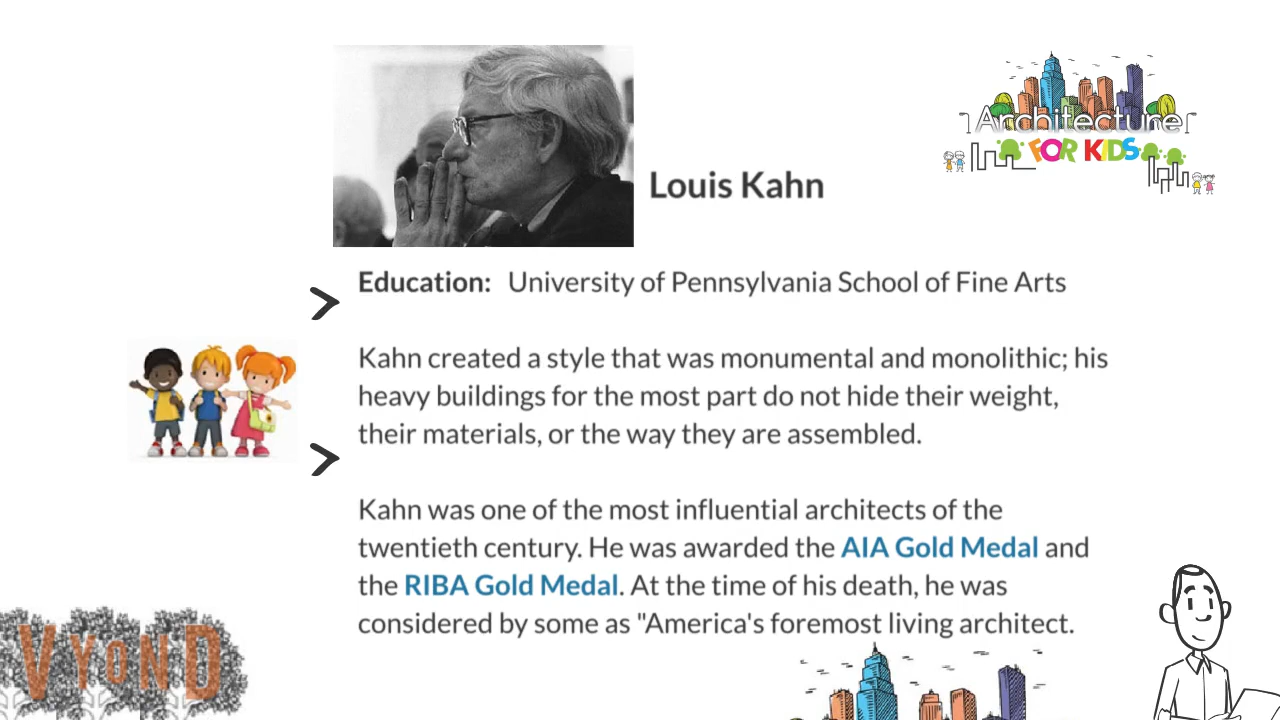 Architecture
FOR KIDS
Louis Kahn
Education: University of Pennsylvania School of Fine Arts
Kahn created a style that was monumental and monolithic; his
heavy buildings for the most part do not hide their weight,
their materials, or the way they are assembled.
Kahn was one of the most influential architects of the
twentieth century. He was awarded the AIA Gold Medal and
the RIBA Gold Medal. At the time of his death, he was
considered by some as "America's foremost living architect.
VYOND